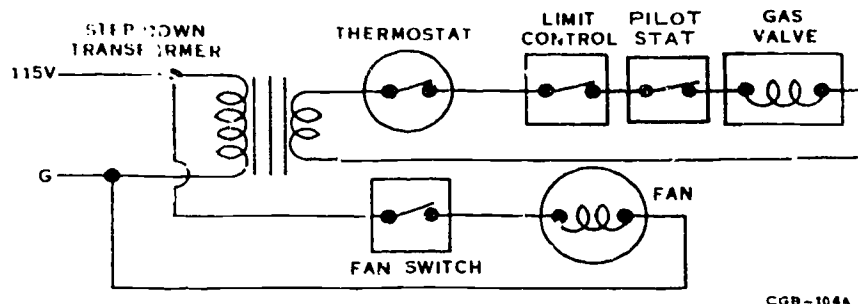 STEP DOWN
TRANSFORMER
THERMOSTAT
LIMIT
CONTROL
PILOT
STAT
GAS
VALVE
115V
G
FAN
FAN SWITCH
CGB-104A